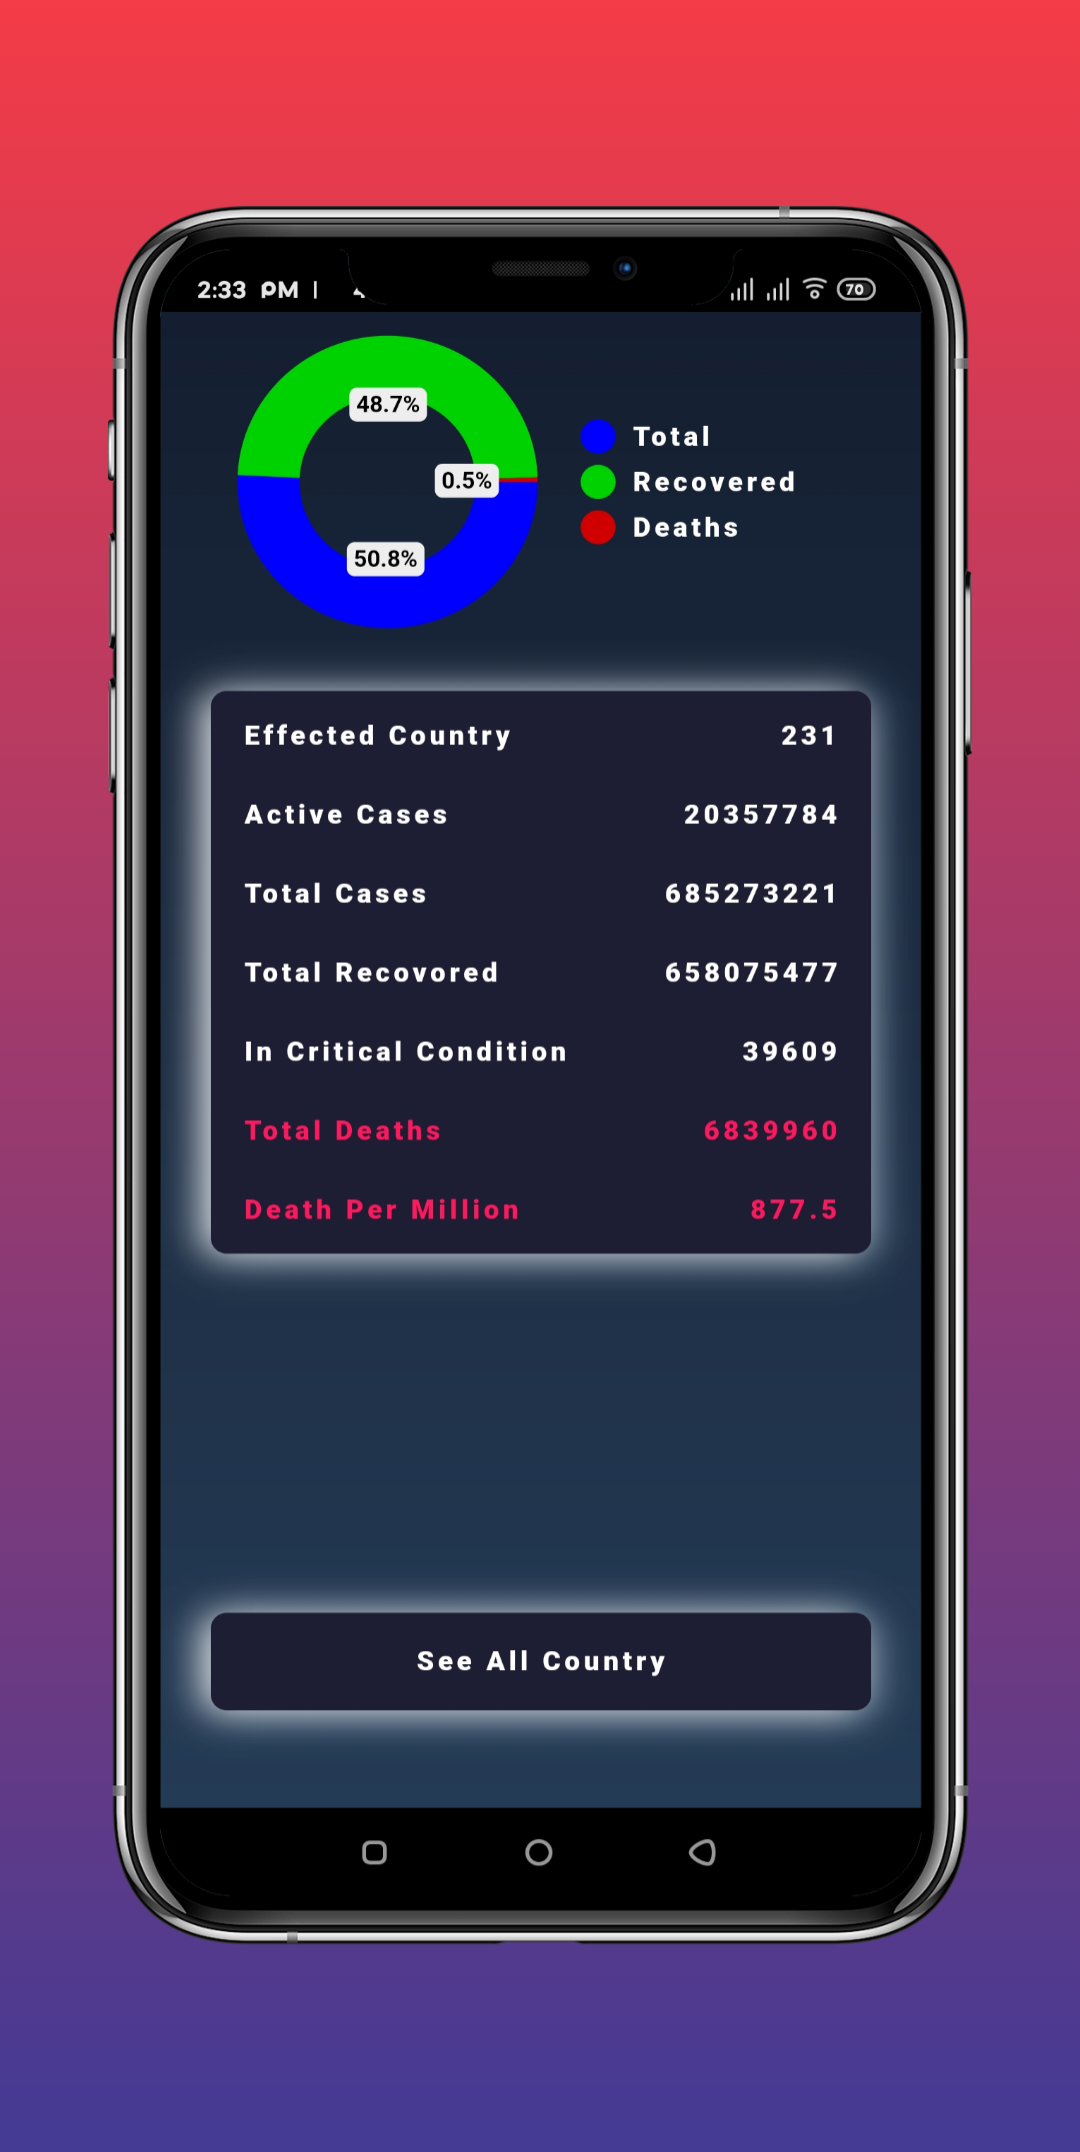 2:33 PM |
70
48.7%
0.5%
50.8%
Total
Recovered
Deaths
Effected Country 231
Active Cases 20357784
Total Cases 685273221
Total Recovored 658075477
In Critical Condition 39609
Total Deaths 6839960
Death Per Million 877.5
See All Country